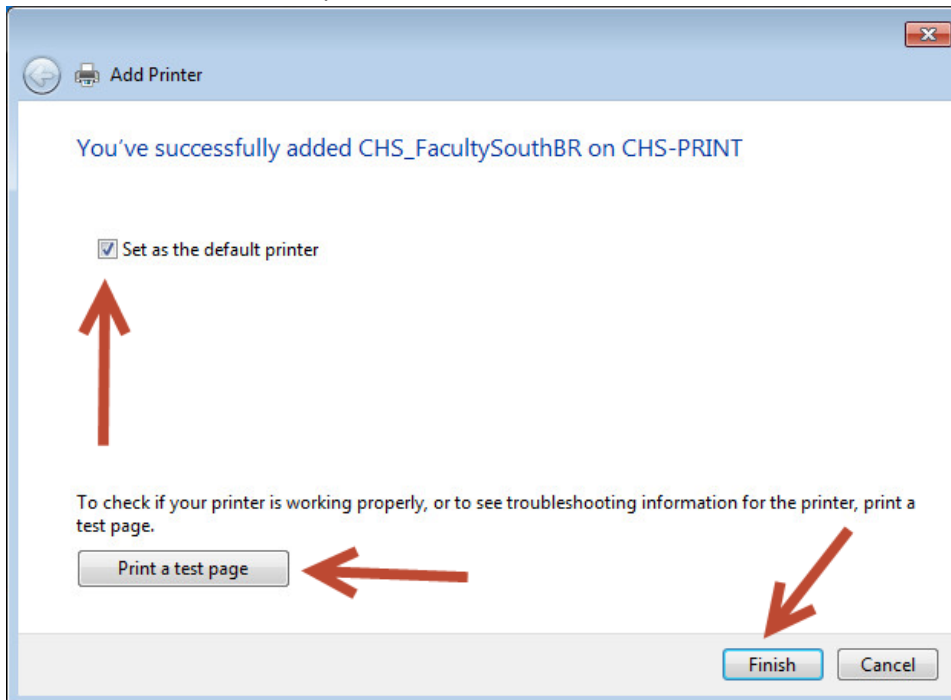 Add Printer
You've successfully added CHS_FacultySouthBR on CHS-PRINT
Set as the default printer
To check if your printer is working properly, or to see troubleshooting information for the printer, print a
test page.
Print a test page
Finish Cancel